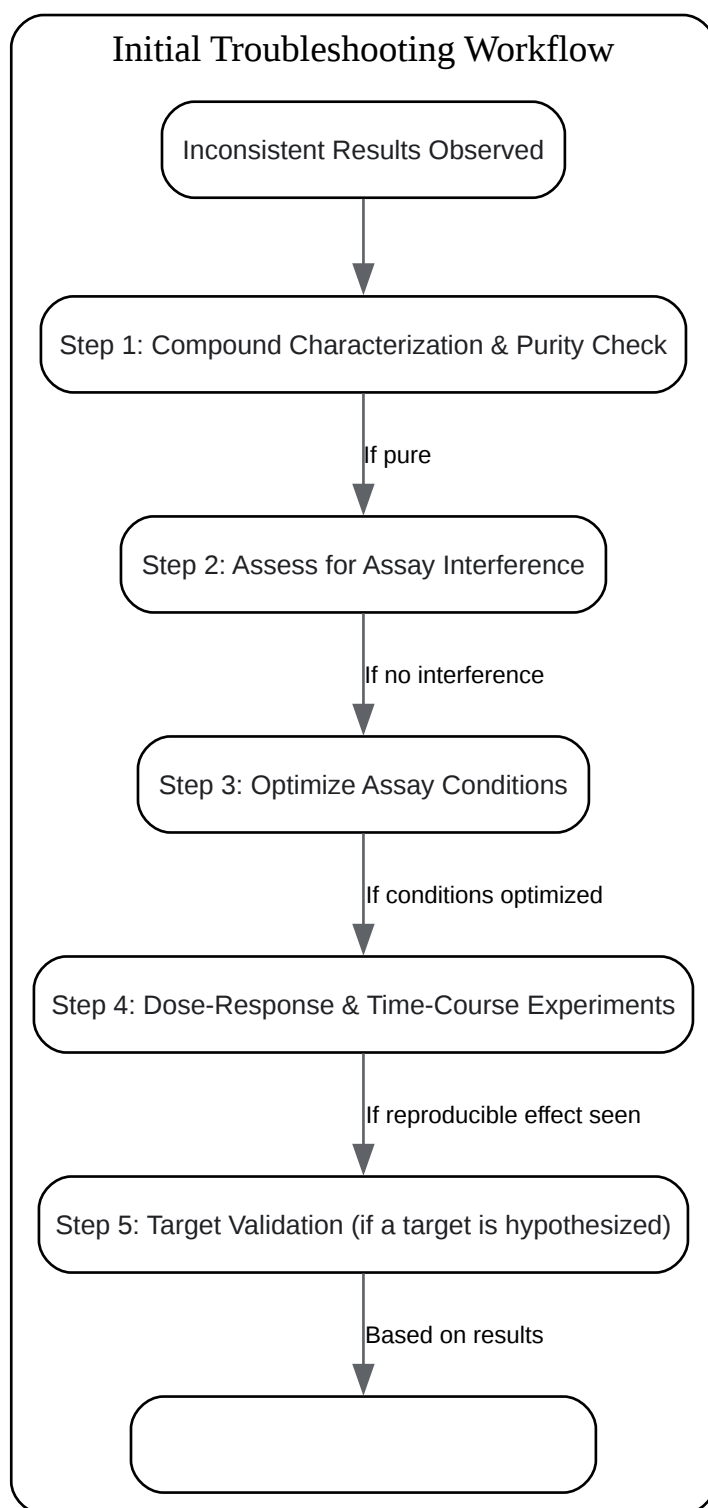 Initial Troubleshooting Workflow
Inconsistent Results Observed
Step 1: Compound Characterization & Purity Check
If pure
Step 2: Assess for Assay Interference
If no interference
Step 3: Optimize Assay Conditions
If conditions optimized
Step 4: Dose-Response & Time-Course Experiments
If reproducible effect seen
Step 5: Target Validation (if a target is hypothesized)
Based on results